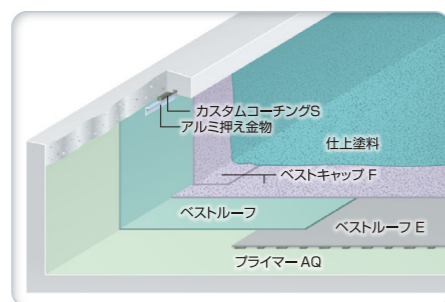 カスタムコーチングS
アルミ押え金物
仕上塗料
ベストキャップ F
ベストルーフ
ベストルーフ E
プライマー AQ